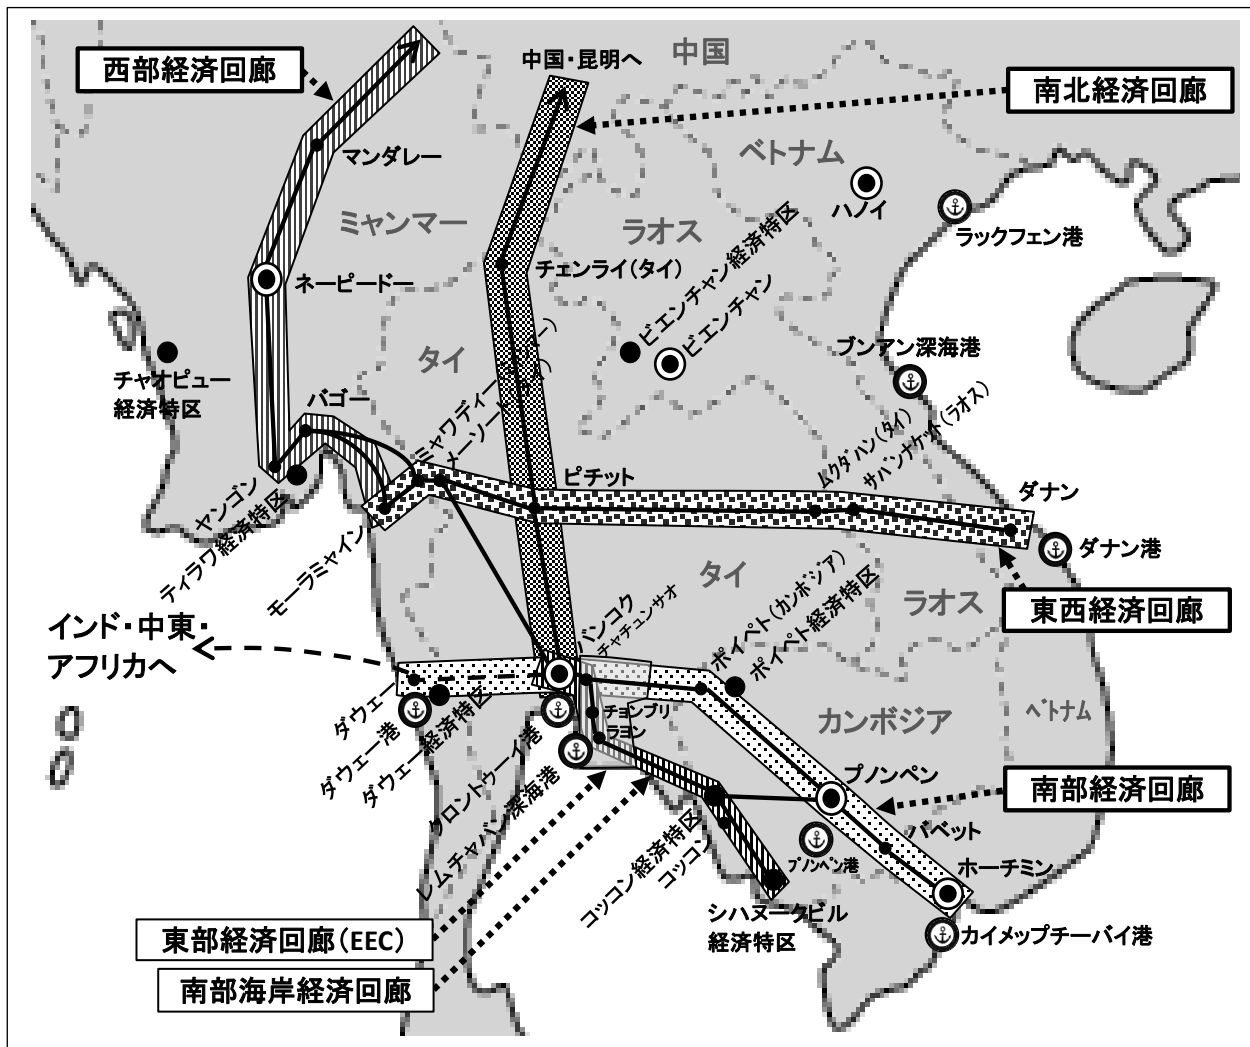 西部経済回廊
中国・昆明へ
中国
南北経済回廊
マンダレー
ベトナム
ハノイ
ミャンマー
ラオス
ラックフェン港
ネーピードー
チェンライ(タイ)
ビエンチャン経済特区
ビエンチャン
タイ
ブンアン深海港
チャオピュー
経済特区
バゴー
ミャワディー
メーソート
ムクダハン(タイ)
サバンナケット(ラオス)
ピチット
ダナン
ヤンゴン
ティラワ経済特区
モーラミャイン
ダナン港
タイ
ラオス
東西経済回廊
インド・中東・
アフリカへ
バンコク
チャチュンサオ
ポイペト(カンボジア)
ポイペト経済特区
ダウェー
ダウェー港
ダウェー経済特区
チョンブリ
ラヨン
カンボジア
ベトナム
クロントゥーイ港
レムチャバン深海港
プノンペン
南部経済回廊
バベット
コッコン経済特区
コッコン
プノンペン港
ホーチミン
シハヌークビル
経済特区
カイメップチーバイ港
東部経済回廊(EEC)
南部海岸経済回廊